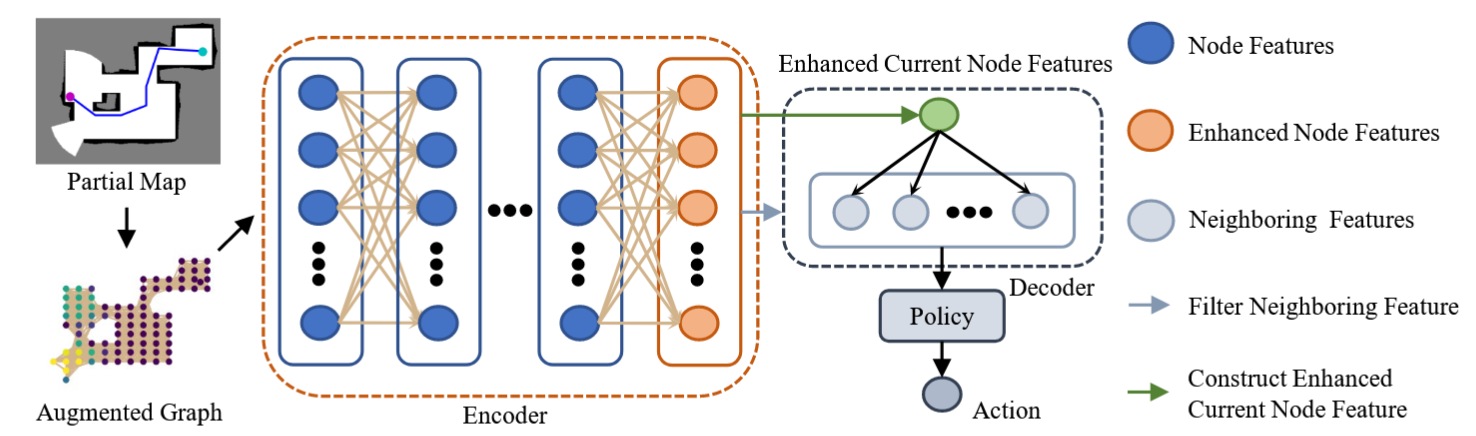 Partial Map
Augmented Graph
Encoder
Enhanced Current Node Features
Decoder
Policy
Action
Node Features
Enhanced Node Features
Neighboring Features
Filter Neighboring Feature
Construct Enhanced
Current Node Feature